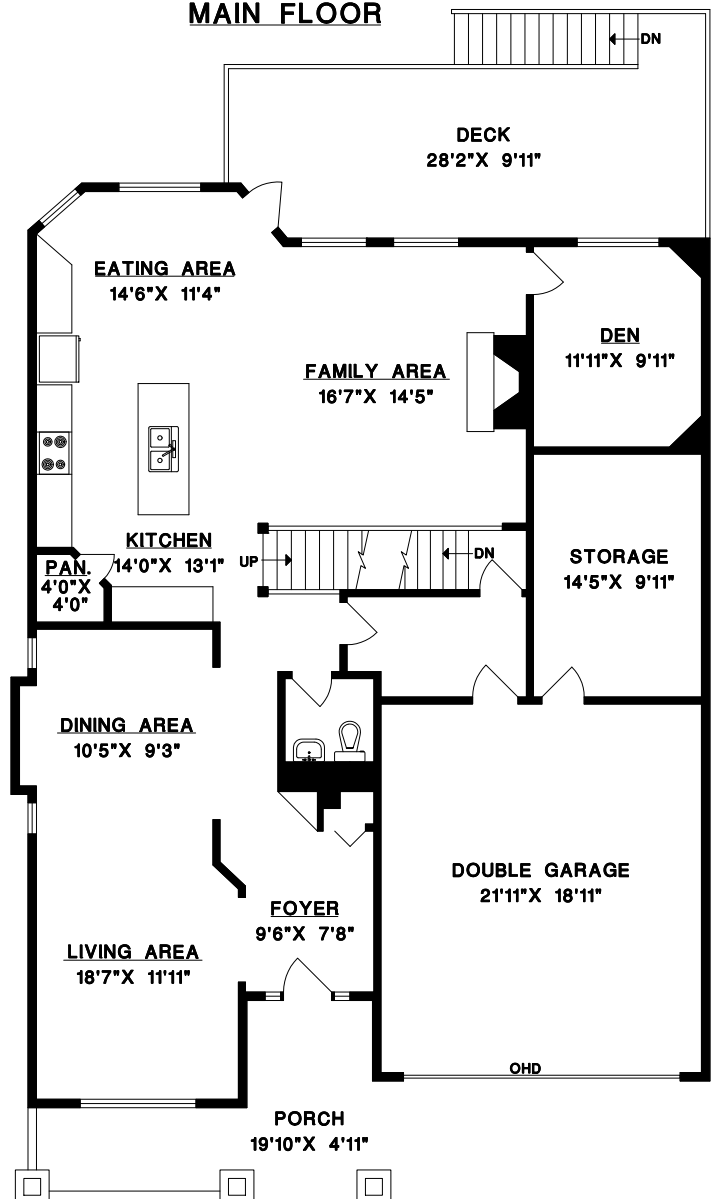 MAIN FLOOR
DN
DECK
28'2"X 9'11"
EATING AREA
14'6"X 11'4"
DEN
11'11"X 9'11"
FAMILY AREA
16'7"X 14'5"
KITCHEN
14'0"X 13'1"
UP
DN
STORAGE
14'5"X 9'11"
PAN.
4'0"X
4'0"
DINING AREA
10'5"X 9'3"
DOUBLE GARAGE
21'11"X 18'11"
FOYER
9'6"X 7'8"
LIVING AREA
18'7"X 11'11"
OHD
PORCH
19'10"X 4'11"